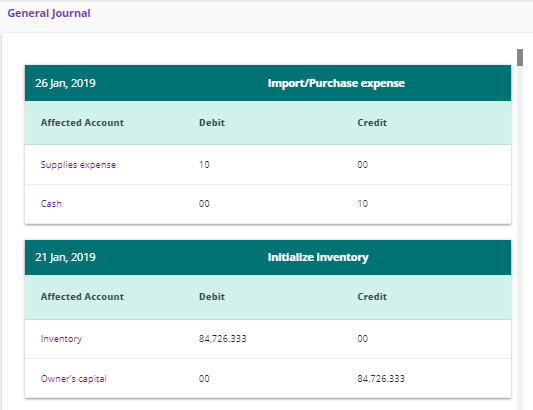 General Journal
26 Jan, 2019 Import/Purchase expense
Affected Account Debit Credit
Supplies expense 10 00
Cash 00 10
21 Jan, 2019 Initialize inventory
Affected Account Debit Credit
Inventory 84,726.333 00
Owner's capital 00 84,726.333